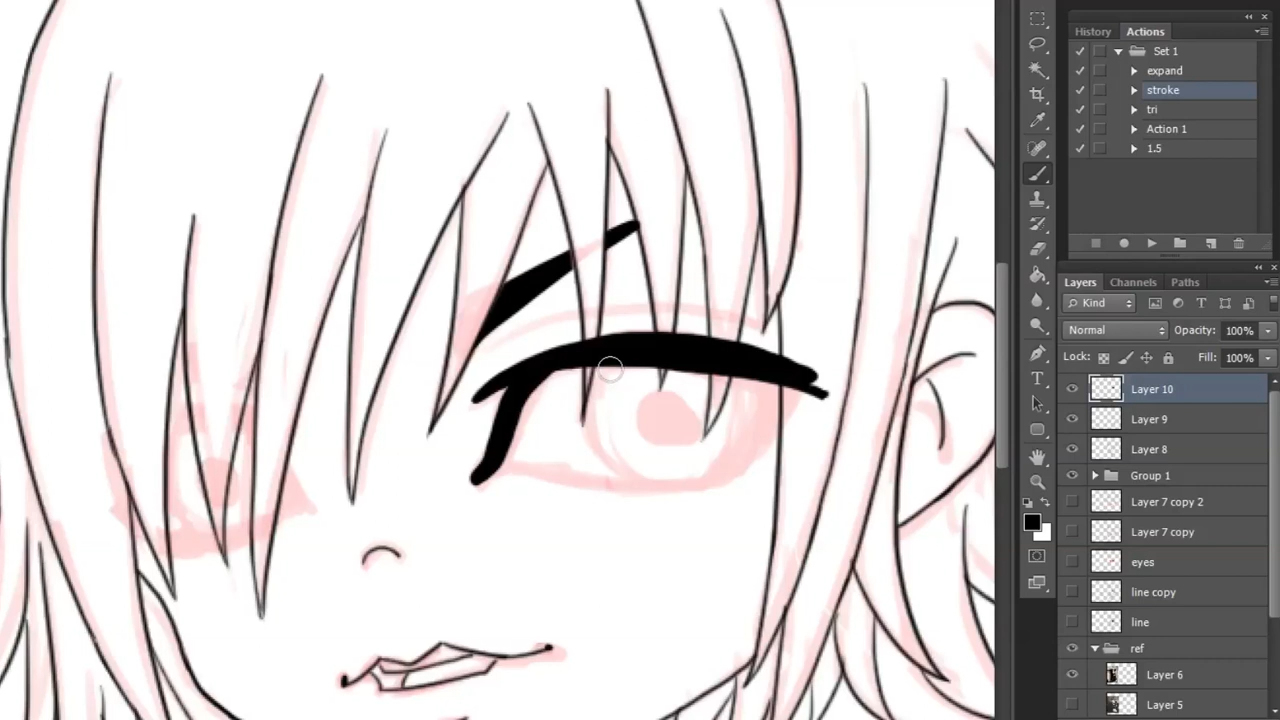 History Actions
Set 1
expand
stroke
tri
Action 1
1.5
Layers Channels Paths
Kind
Normal Opacity: 100%
Lock: Fill: 100%
Layer 10
Layer 9
Layer 8
Group 1
Layer 7 copy 2
Layer 7 copy
eyes
line copy
line
ref
Layer 6
Layer 5